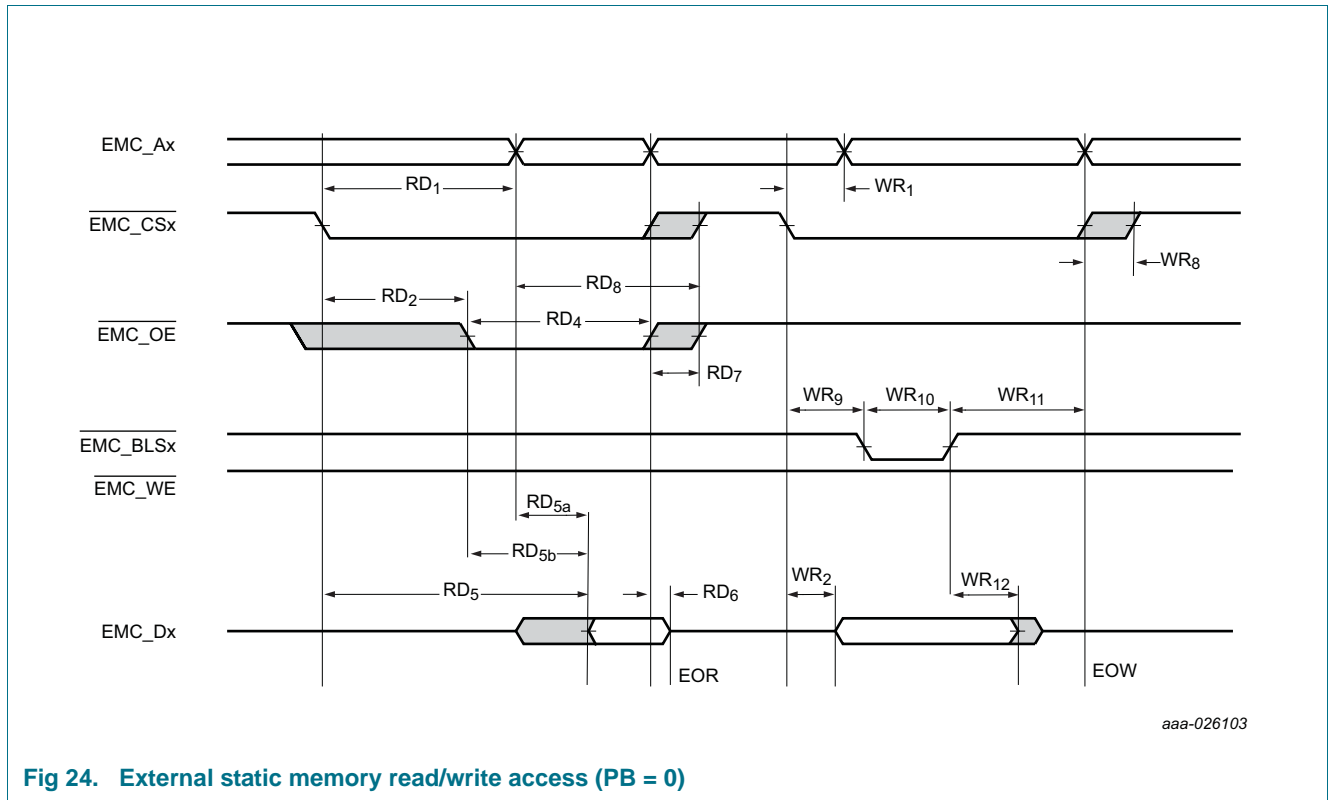 EMC_Ax
RD1
WR1
EMC_CSx
WR8
RD8
RD2
RD4
EMC_OE
RD7
WR9 WR10 WR11
EMC_BLSx
EMC_WE
RD5a
RD5b
WR2
WR12
RD5
RD6
EMC_Dx
EOR
EOW
aaa-026103
Fig 24. External static memory read/write access (PB = 0)